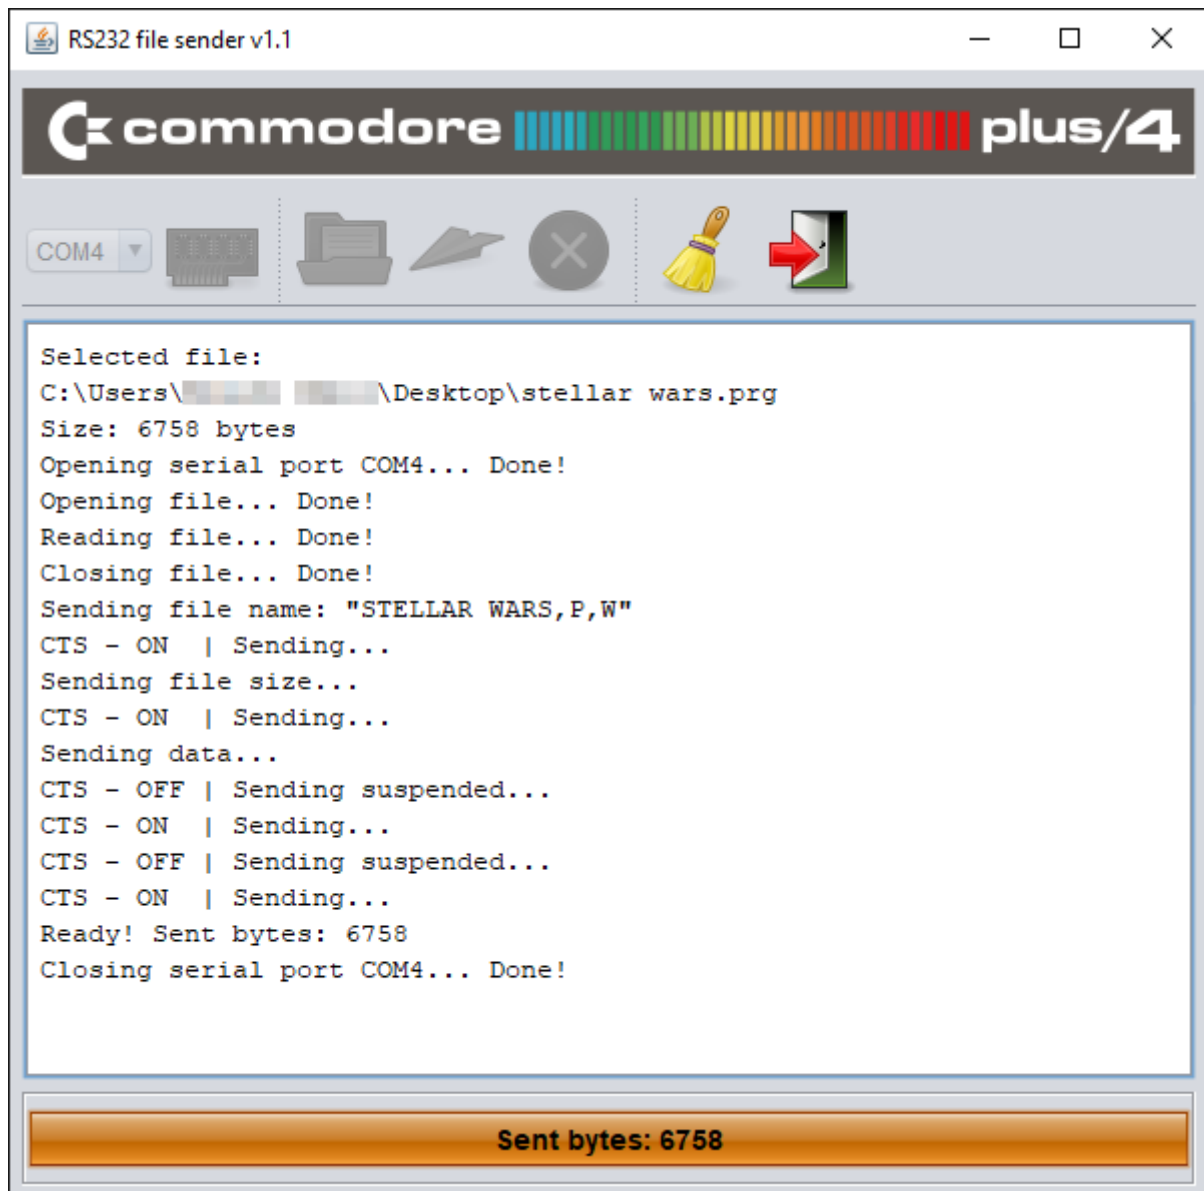 RS232 file sender v1.1
commodore plus/4
COM4
Selected file:
C:\Users\ \Desktop\stellar wars.prg
Size: 6758 bytes
Opening serial port COM4... Done!
Opening file... Done!
Reading file... Done!
Closing file... Done!
Sending file name: "STELLAR WARS,P,W"
CTS - ON  | Sending...
Sending file size...
CTS - ON  | Sending...
Sending data...
CTS - OFF | Sending suspended...
CTS - ON  | Sending...
CTS - OFF | Sending suspended...
CTS - ON  | Sending...
Ready! Sent bytes: 6758
Closing serial port COM4... Done!
Sent bytes: 6758